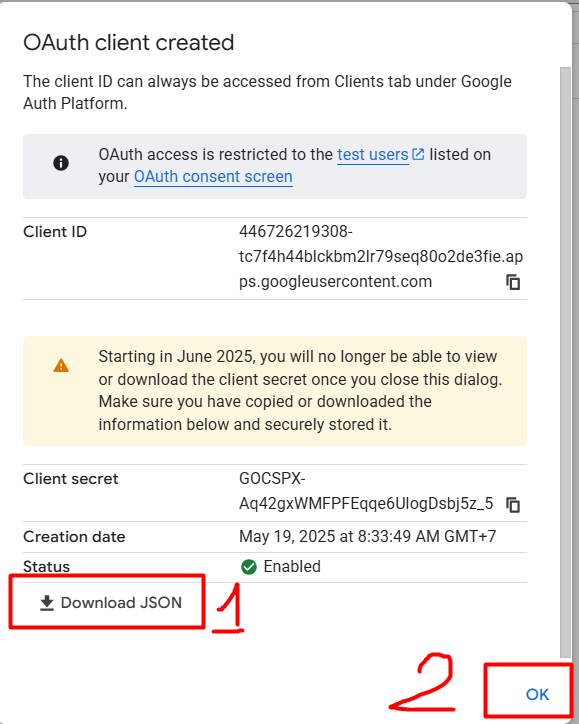 OAuth client created
The client ID can always be accessed from Clients tab under Google
Auth Platform.
OAuth access is restricted to the test users listed on
your OAuth consent screen
Client ID
446726219308-
tc7f4h44blckbm2lr79seq80o2de3fie.ap
ps.googleusercontent.com
Starting in June 2025, you will no longer be able to view
or download the client secret once you close this dialog.
Make sure you have copied or downloaded the
information below and securely stored it.
Client secret
GOCSPX-
Aq42gxWMFPFEqqe6UlogDsbj5z_5
Creation date
May 19, 2025 at 8:33:49 AM GMT+7
Status
Enabled
Download JSON
1
2
OK